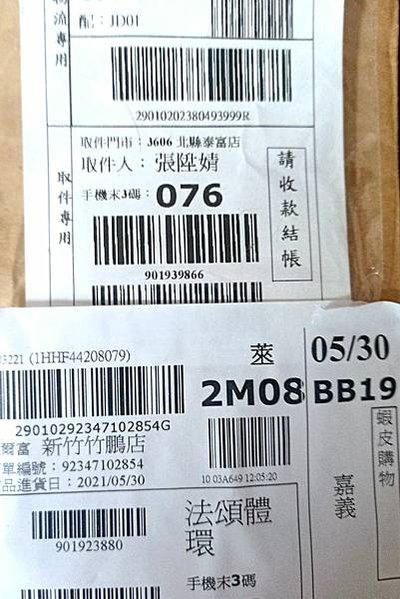 物流專用
配：JD01
29010202380493999R
取件門市：3606 北縣泰富店
取件人：張陞婧
手機末3碼：076
取件專用
請收款結帳
901939866
3221 (1HHF44208079)
萊
05/30
2M08
BB19
29010292347102854G
爾富 新竹竹鵬店
單編號：92347102854
品進貨日：2021/05/30
10 03A649 12:05:20
蝦皮購物
嘉義
法頌體環
901923880
手機末3碼